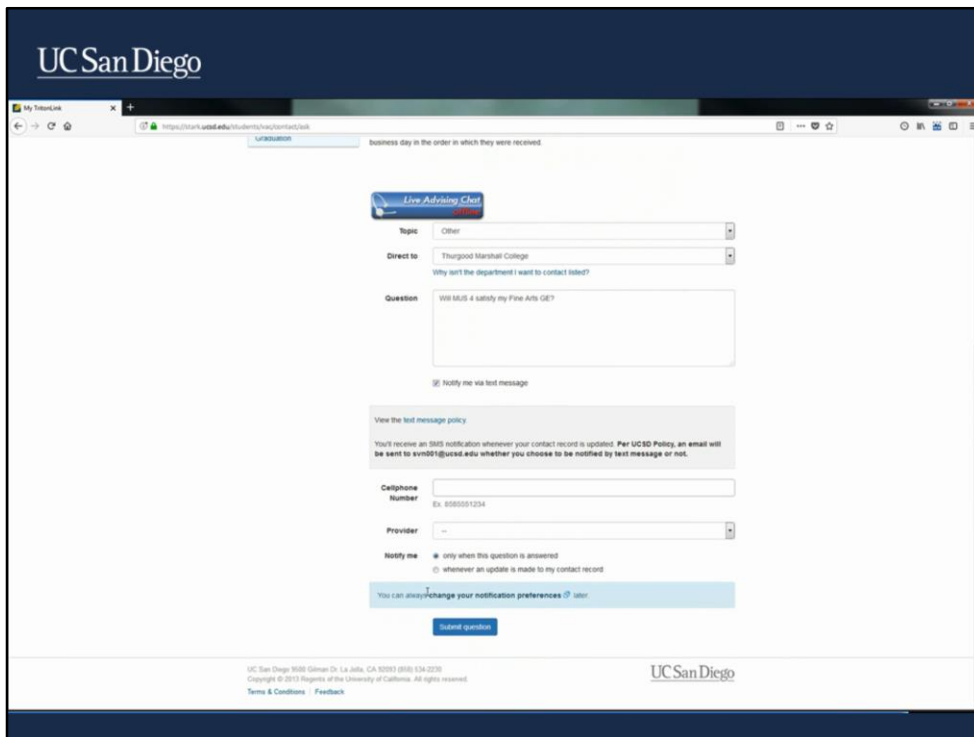 UC San Diego
My TritonLink
https://stark.ucsd.edu/students/vac/contact/ask
Graduation
business day in the order in which they were received.
Live Advising Chat
offline
Topic Other
Direct to Thurgood Marshall College
Why isn't the department I want to contact listed?
Question Will MUS 4 satisfy my Fine Arts GE?
Notify me via text message
View the text message policy.
You'll receive an SMS notification whenever your contact record is updated. Per UCSD Policy, an email will
be sent to svn001@ucsd.edu whether you choose to be notified by text message or not.
Cellphone
Number
Ex. 8585551234
Provider --
Notify me only when this question is answered
whenever an update is made to my contact record
You can always change your notification preferences later.
Submit question
UC San Diego 9500 Gilman Dr. La Jolla, CA 92093 (858) 534-2230
Copyright © 2013 Regents of the University of California. All rights reserved.
Terms & Conditions | Feedback
UC San Diego